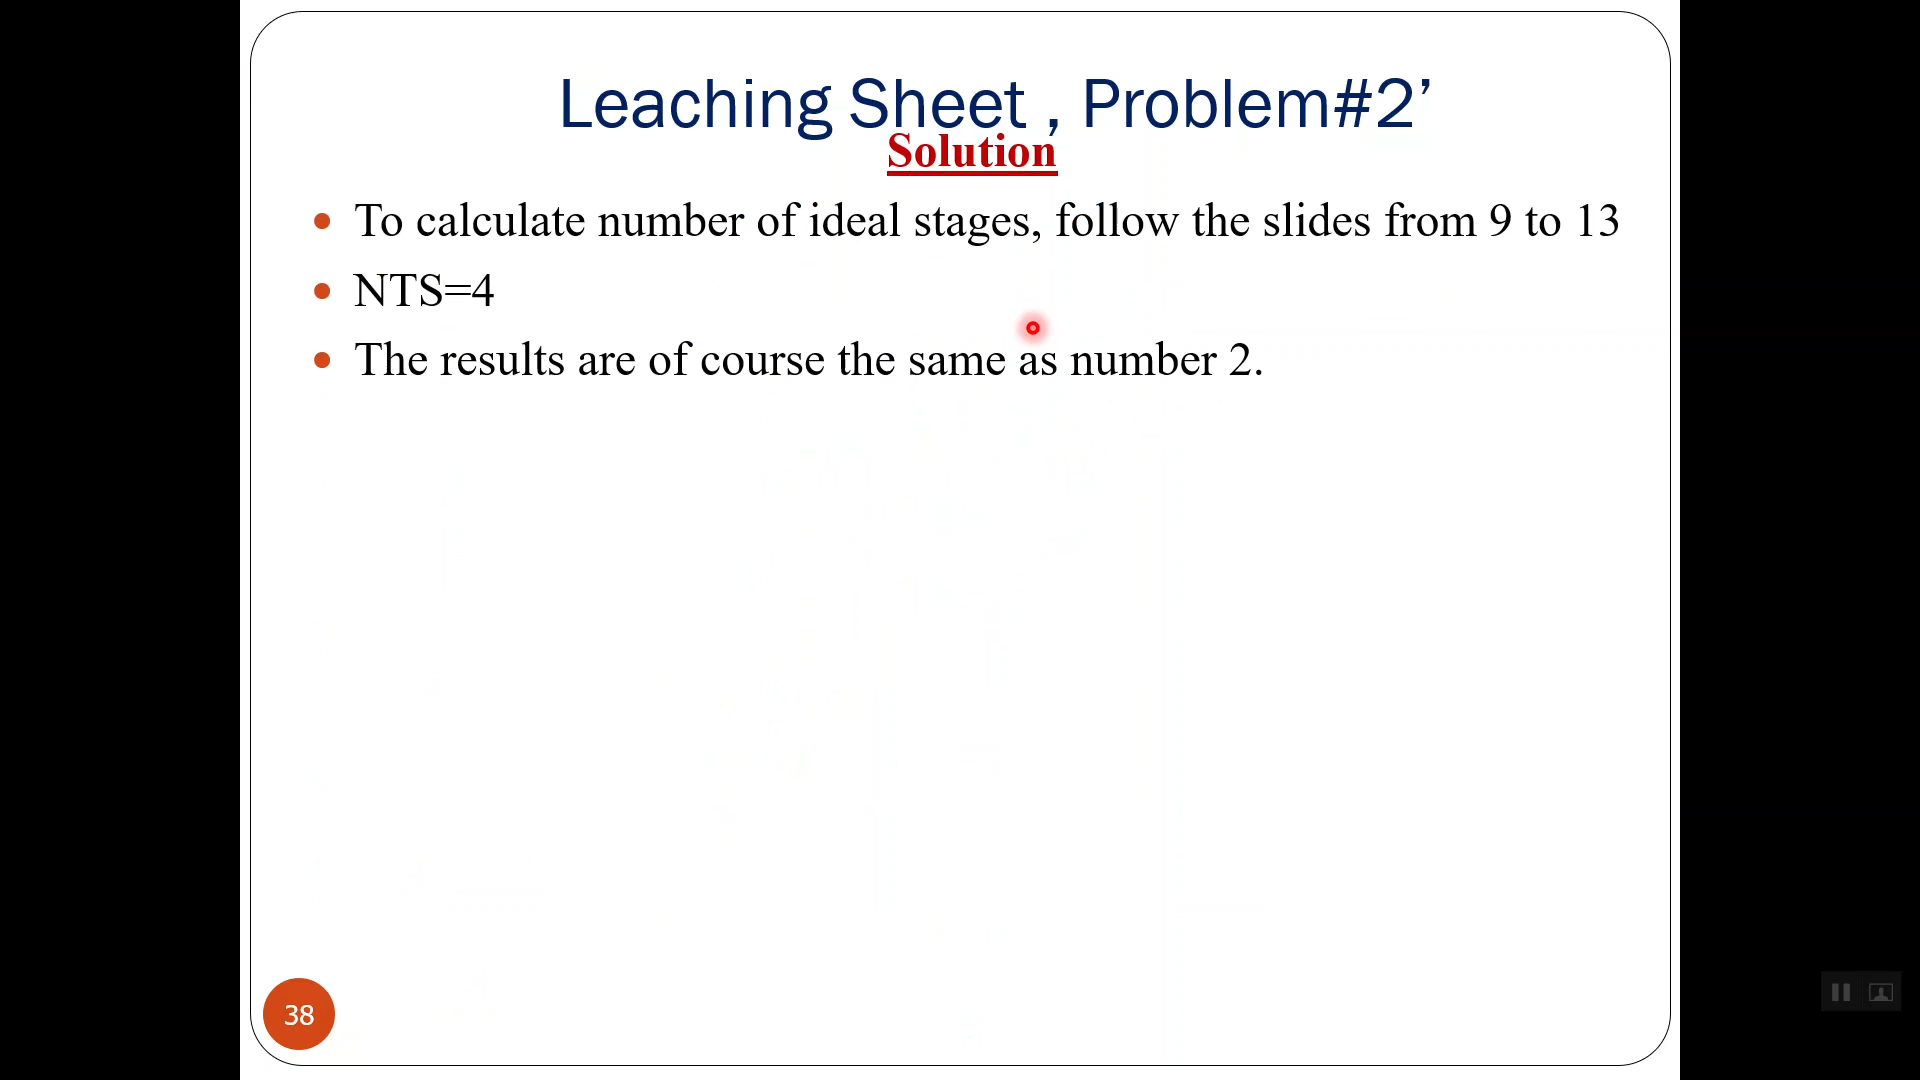 Leaching Sheet , Problem#2’
Solution
• To calculate number of ideal stages, follow the slides from 9 to 13
• NTS=4
• The results are of course the same as number 2.
38